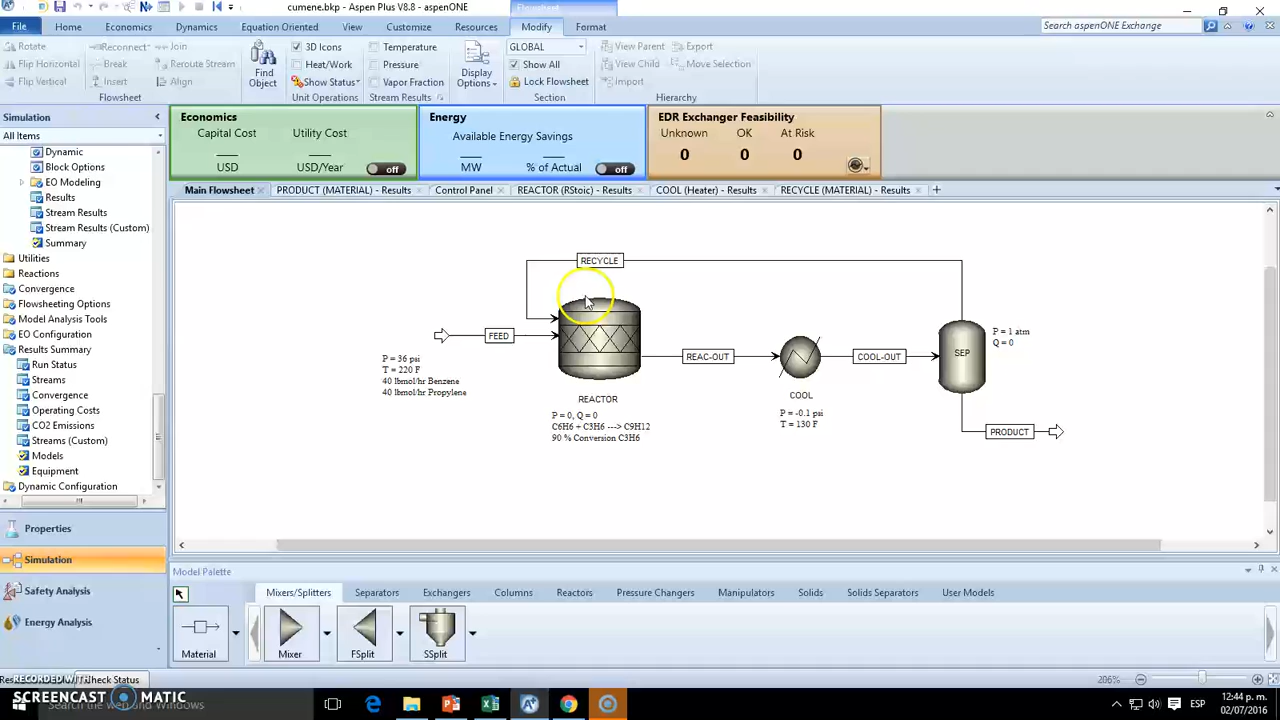 cumene.bkp - Aspen Plus V8.8 - aspenONE
Flowsheet
File Home Economics Dynamics Equation Oriented View Customize Resources Modify Format Search aspenONE Exchange
Rotate Reconnect Join
Flip Horizontal Break Reroute Stream
Flip Vertical Insert Align
Flowsheet
Find Object
3D Icons
Heat/Work
Show Status
Unit Operations
Temperature
Pressure
Vapor Fraction
Stream Results
Display Options
GLOBAL
Show All
Lock Flowsheet
Section
View Parent Export
View Child Move Selection
Import
Hierarchy
Simulation
All Items
Economics
Capital Cost Utility Cost
USD USD/Year off
Energy
Available Energy Savings
MW % of Actual off
EDR Exchanger Feasibility
Unknown OK At Risk
0 0 0
Main Flowsheet PRODUCT (MATERIAL) - Results Control Panel REACTOR (RStoic) - Results COOL (Heater) - Results RECYCLE (MATERIAL) - Results
Dynamic
Block Options
EO Modeling
Results
Stream Results
Stream Results (Custom)
Summary
Utilities
Reactions
Convergence
Flowsheeting Options
Model Analysis Tools
EO Configuration
Results Summary
Run Status
Streams
Convergence
Operating Costs
CO2 Emissions
Streams (Custom)
Models
Equipment
Dynamic Configuration
Properties
Simulation
Safety Analysis
Energy Analysis
RECYCLE
FEED
P = 36 psi
T = 220 F
40 lbmol/hr Benzene
40 lbmol/hr Propylene
REACTOR
P = 0, Q = 0
C6H6 + C3H6 ---> C9H12
90 % Conversion C3H6
REAC-OUT
COOL
P = -0.1 psi
T = 130 F
COOL-OUT
SEP
P = 1 atm
Q = 0
PRODUCT
Model Palette
Mixers/Splitters Separators Exchangers Columns Reactors Pressure Changers Manipulators Solids Solids Separators User Models
Material Mixer FSplit SSplit
RECORDED WITH
Check Status
206%
SCREENCAST MATIC
Search the web and Windows
ESP
12:44 p. m.
02/07/2016